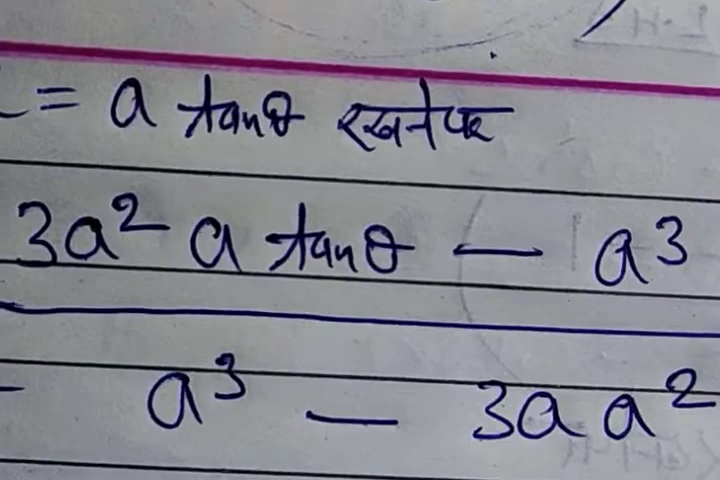 = a tanθ रखने पर
3a² a tanθ — a³
a³ — 3a a²